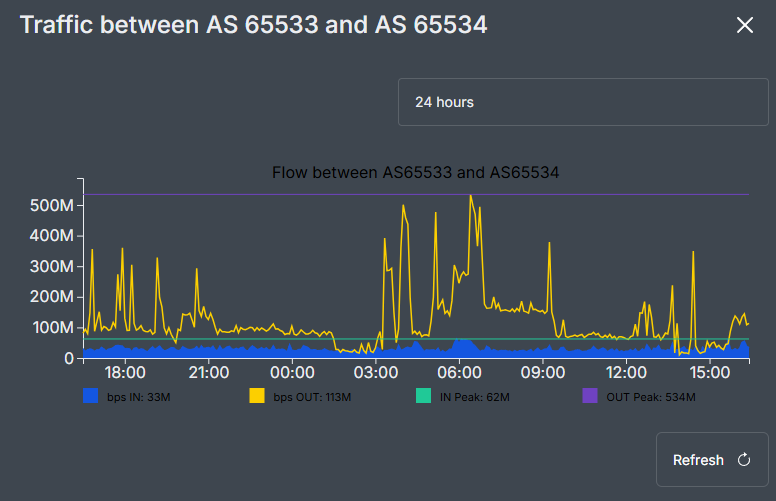 Traffic between AS 65533 and AS 65534
24 hours
Flow between AS65533 and AS65534
500M
400M
300M
200M
100M
0
18:00 21:00 00:00 03:00 06:00 09:00 12:00 15:00
bps IN: 33M bps OUT: 113M IN Peak: 62M OUT Peak: 534M
Refresh